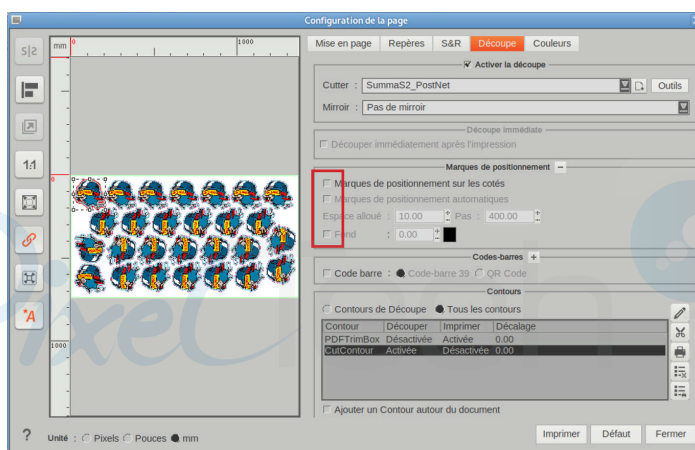 Configuration de la page
mm 0 1000
Mise en page Repères S&R Découpe Couleurs
S|S
Activer la découpe
Cutter : SummaS2_PostNet Outils
Mirroir : Pas de mirroir
Découpe immédiate
Découper immédiatement après l'impression
1:1
Marques de positionnement
0
Marques de positionnement sur les cotés
Marques de positionnement automatiques
Espace alloué : 10.00 Pas : 400.00
Fond : 0.00
Codes-barres
Code barre : Code-barre 39 QR Code
Contours
Contours de Découpe Tous les contours
*A
Contour Découper Imprimer Décalage
PDFTrimBox Désactivée Activée 0.00
1000
CutContour Activée Désactivée 0.00
Ajouter un Contour autour du document
? Unité : Pixels Pouces mm
Imprimer Défaut Fermer
Pixel